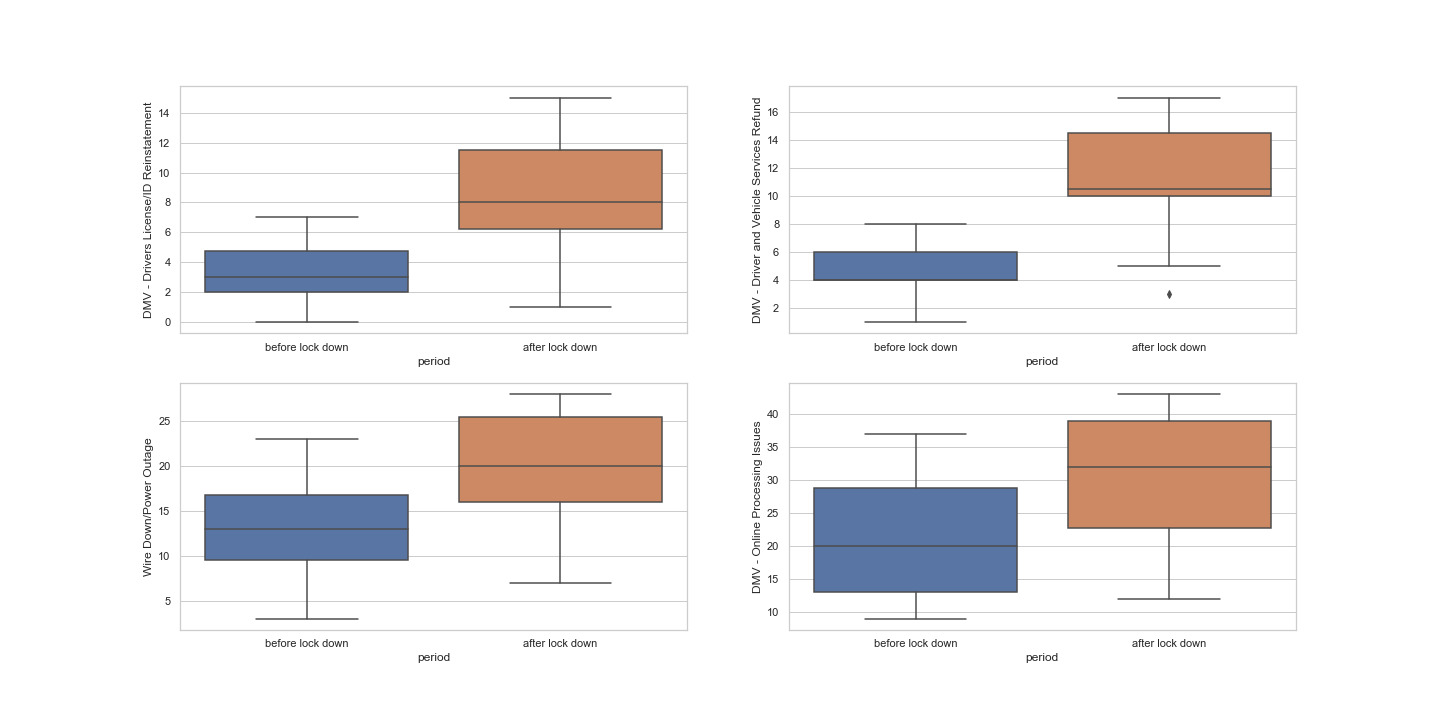 DMV - Drivers License/ID Reinstatement
14
12
10
8
6
4
2
0
before lock down
after lock down
period
DMV - Driver and Vehicle Services Refund
16
14
12
10
8
6
4
2
before lock down
after lock down
period
Wire Down/Power Outage
25
20
15
10
5
before lock down
after lock down
period
DMV - Online Processing Issues
40
35
30
25
20
15
10
before lock down
after lock down
period